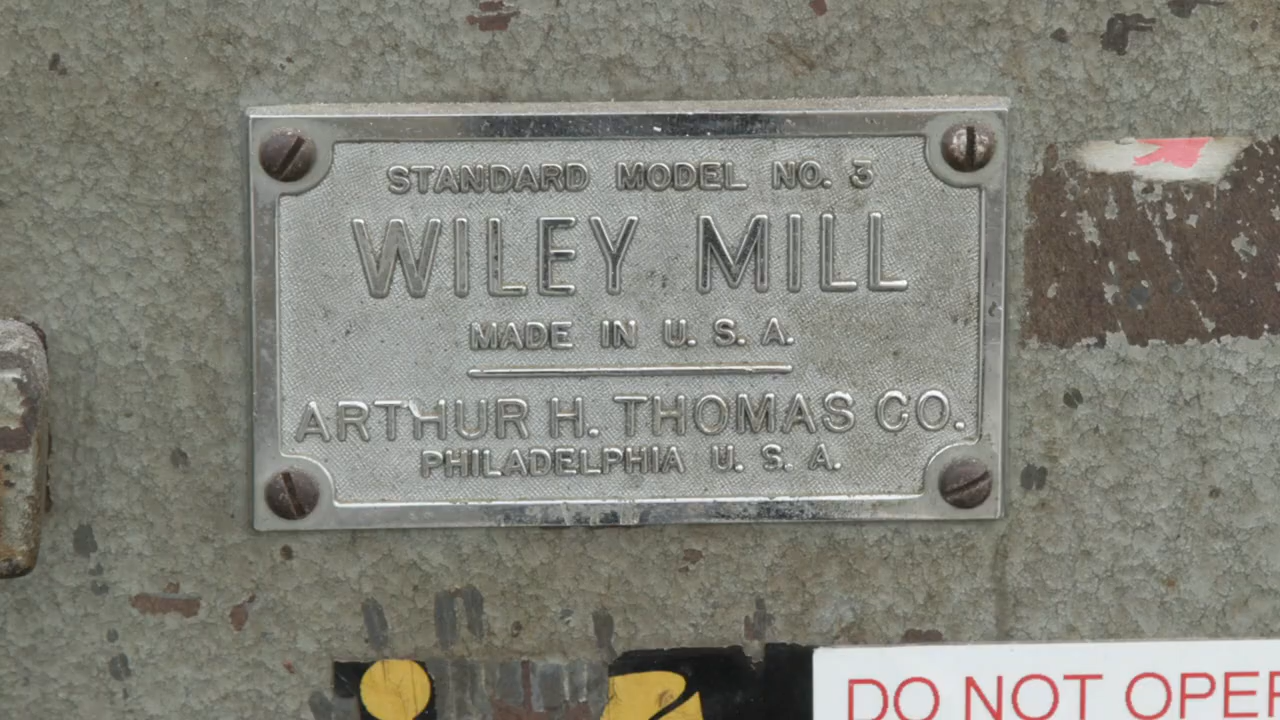 STANDARD MODEL NO. 3
WILEY MILL
MADE IN U. S. A.
ARTHUR H. THOMAS CO.
PHILADELPHIA U. S. A.
DO NOT